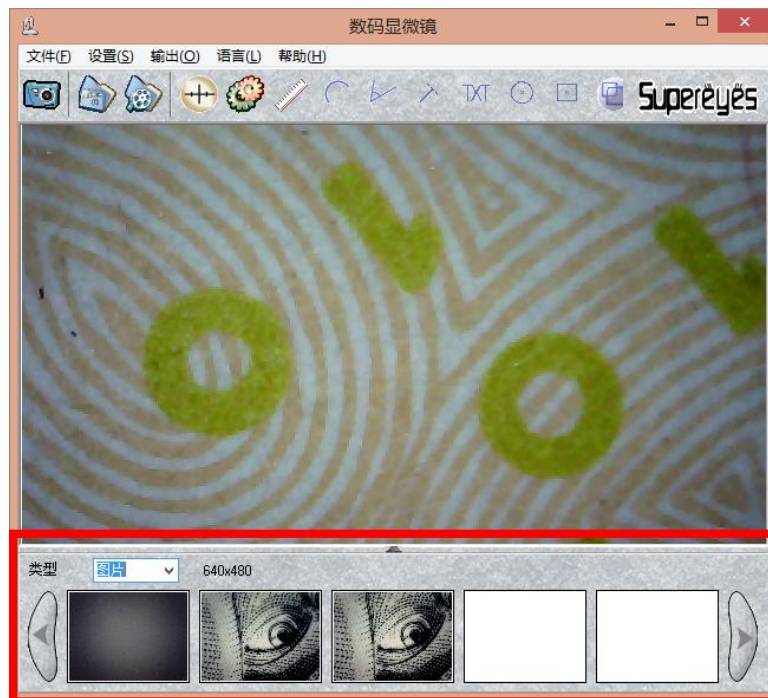 数码显微镜
文件(F) 设置(S) 输出(O) 语言(L) 帮助(H)
TXT Supereyes
类型 图片 640x480